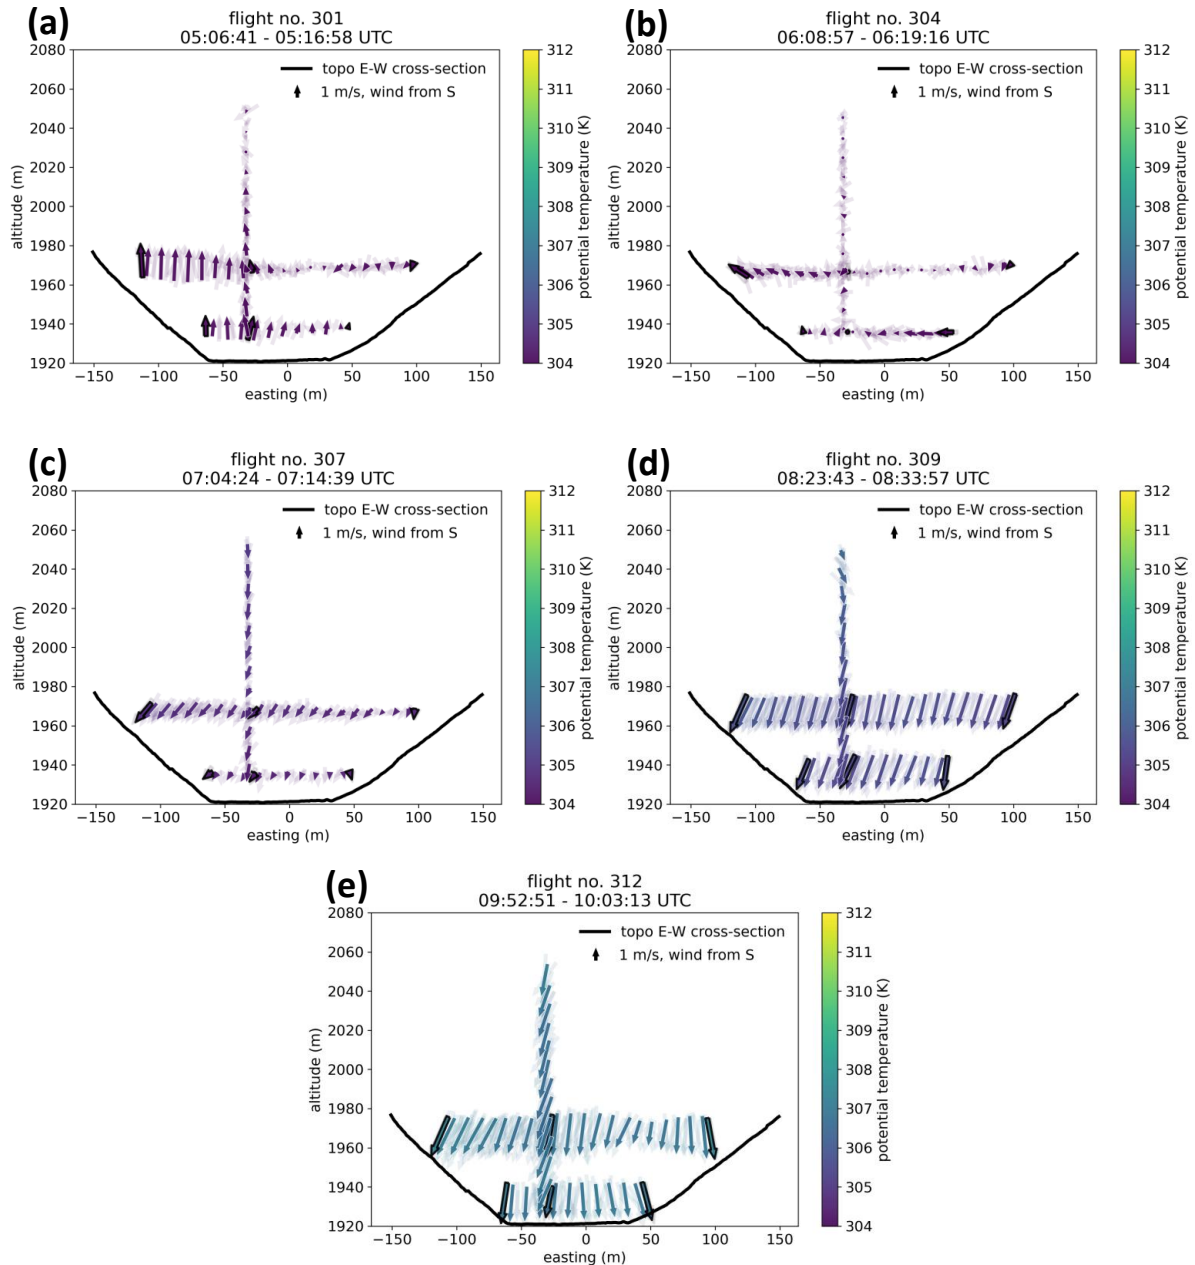 (a)
flight no. 301
05:06:41 - 05:16:58 UTC
topo E-W cross-section
1 m/s, wind from S
2080
2060
2040
2020
2000
1980
1960
1940
1920
altitude (m)
−150 −100 −50 0 50 100 150
easting (m)
312
311
310
309
308
307
306
305
304
potential temperature (K)
(b)
flight no. 304
06:08:57 - 06:19:16 UTC
topo E-W cross-section
1 m/s, wind from S
2080
2060
2040
2020
2000
1980
1960
1940
1920
altitude (m)
−150 −100 −50 0 50 100 150
easting (m)
312
311
310
309
308
307
306
305
304
potential temperature (K)
(c)
flight no. 307
07:04:24 - 07:14:39 UTC
topo E-W cross-section
1 m/s, wind from S
2080
2060
2040
2020
2000
1980
1960
1940
1920
altitude (m)
−150 −100 −50 0 50 100 150
easting (m)
312
311
310
309
308
307
306
305
304
potential temperature (K)
(d)
flight no. 309
08:23:43 - 08:33:57 UTC
topo E-W cross-section
1 m/s, wind from S
2080
2060
2040
2020
2000
1980
1960
1940
1920
altitude (m)
−150 −100 −50 0 50 100 150
easting (m)
312
311
310
309
308
307
306
305
304
potential temperature (K)
(e)
flight no. 312
09:52:51 - 10:03:13 UTC
topo E-W cross-section
1 m/s, wind from S
2080
2060
2040
2020
2000
1980
1960
1940
1920
altitude (m)
−150 −100 −50 0 50 100 150
easting (m)
312
311
310
309
308
307
306
305
304
potential temperature (K)